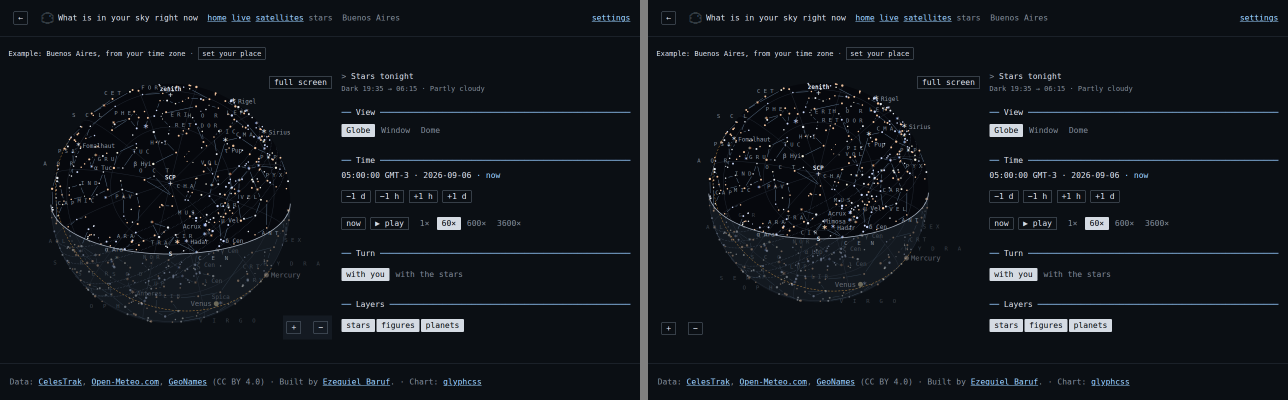 ← What is in your sky right now home live satellites stars Buenos Aires settings
Example: Buenos Aires, from your time zone · set your place
full screen
> Stars tonight
Dark 19:35 → 06:15 · Partly cloudy
View
Globe Window Dome
Time
05:00:00 GMT-3 · 2026-09-06 · now
−1 d −1 h +1 h +1 d
now ▶ play 1× 60× 600× 3600×
Turn
with you with the stars
Layers
stars figures planets
zenith
Rigel
Sirius
Fomalhaut
α Tuc
β Hyi
SCP
Acrux
Hadar
S
Mercury
Venus
Spica
+ −
Data: CelesTrak, Open-Meteo.com, GeoNames (CC BY 4.0) · Built by Ezequiel Baruf. · Chart: glyphcss
← What is in your sky right now home live satellites stars Buenos Aires settings
Example: Buenos Aires, from your time zone · set your place
full screen
> Stars tonight
Dark 19:35 → 06:15 · Partly cloudy
View
Globe Window Dome
Time
05:00:00 GMT-3 · 2026-09-06 · now
−1 d −1 h +1 h +1 d
now ▶ play 1× 60× 600× 3600×
Turn
with you with the stars
Layers
stars figures planets
zenith
Rigel
Sirius
Fomalhaut
β Hyi
SCP
Acrux
Mimosa
Hadar
S
Mercury
Venus
+ −
Data: CelesTrak, Open-Meteo.com, GeoNames (CC BY 4.0) · Built by Ezequiel Baruf. · Chart: glyphcss